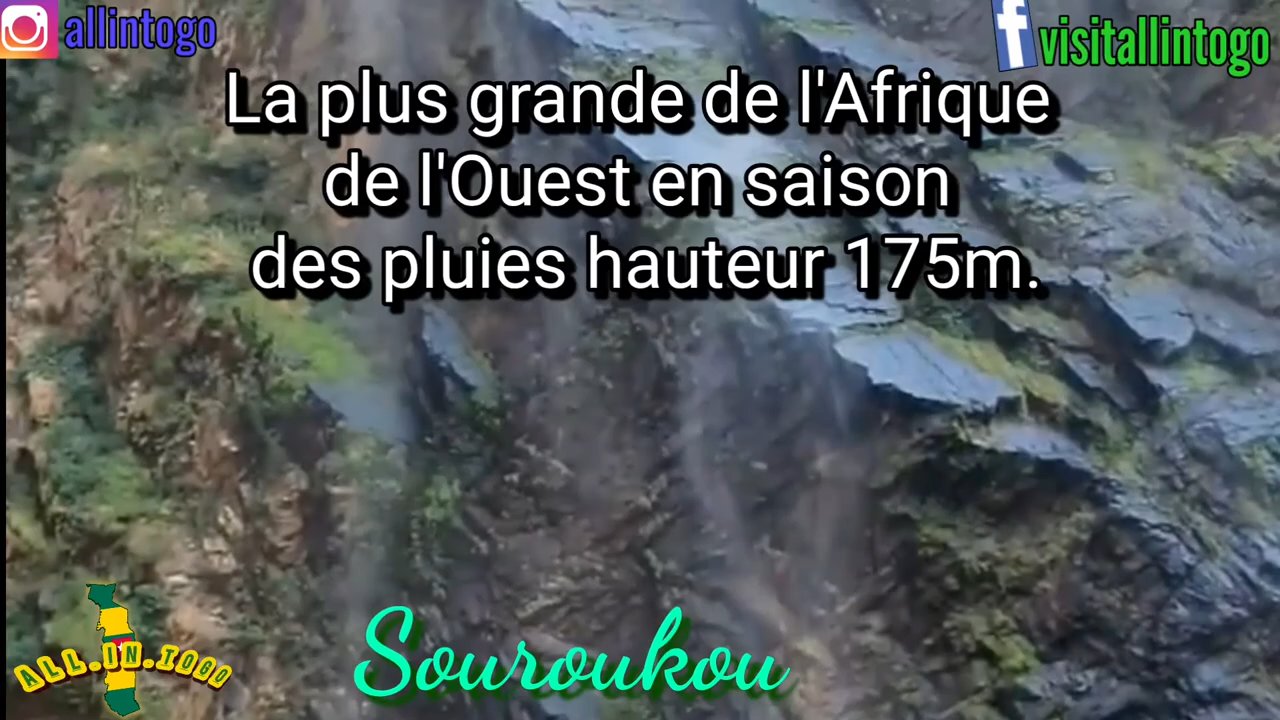 allintogo
visitallintogo
La plus grande de l'Afrique
de l'Ouest en saison
des pluies hauteur 175m.
Souroukou
ALL.IN.TOGO